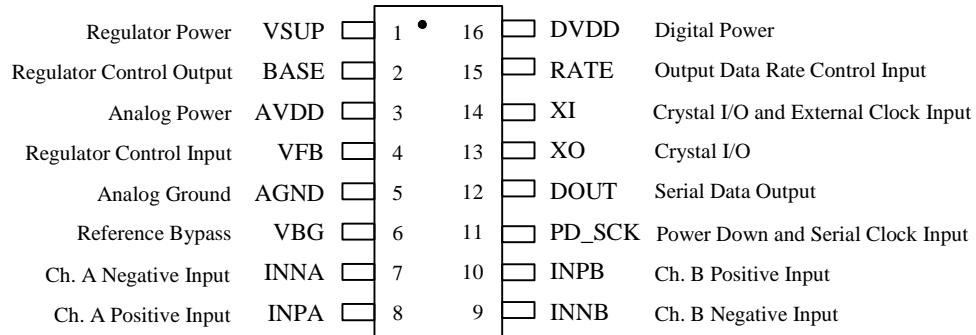 Regulator Power VSUP 1 16 DVDD Digital Power
Regulator Control Output BASE 2 15 RATE Output Data Rate Control Input
Analog Power AVDD 3 14 XI Crystal I/O and External Clock Input
Regulator Control Input VFB 4 13 XO Crystal I/O
Analog Ground AGND 5 12 DOUT Serial Data Output
Reference Bypass VBG 6 11 PD_SCK Power Down and Serial Clock Input
Ch. A Negative Input INNA 7 10 INPB Ch. B Positive Input
Ch. A Positive Input INPA 8 9 INNB Ch. B Negative Input